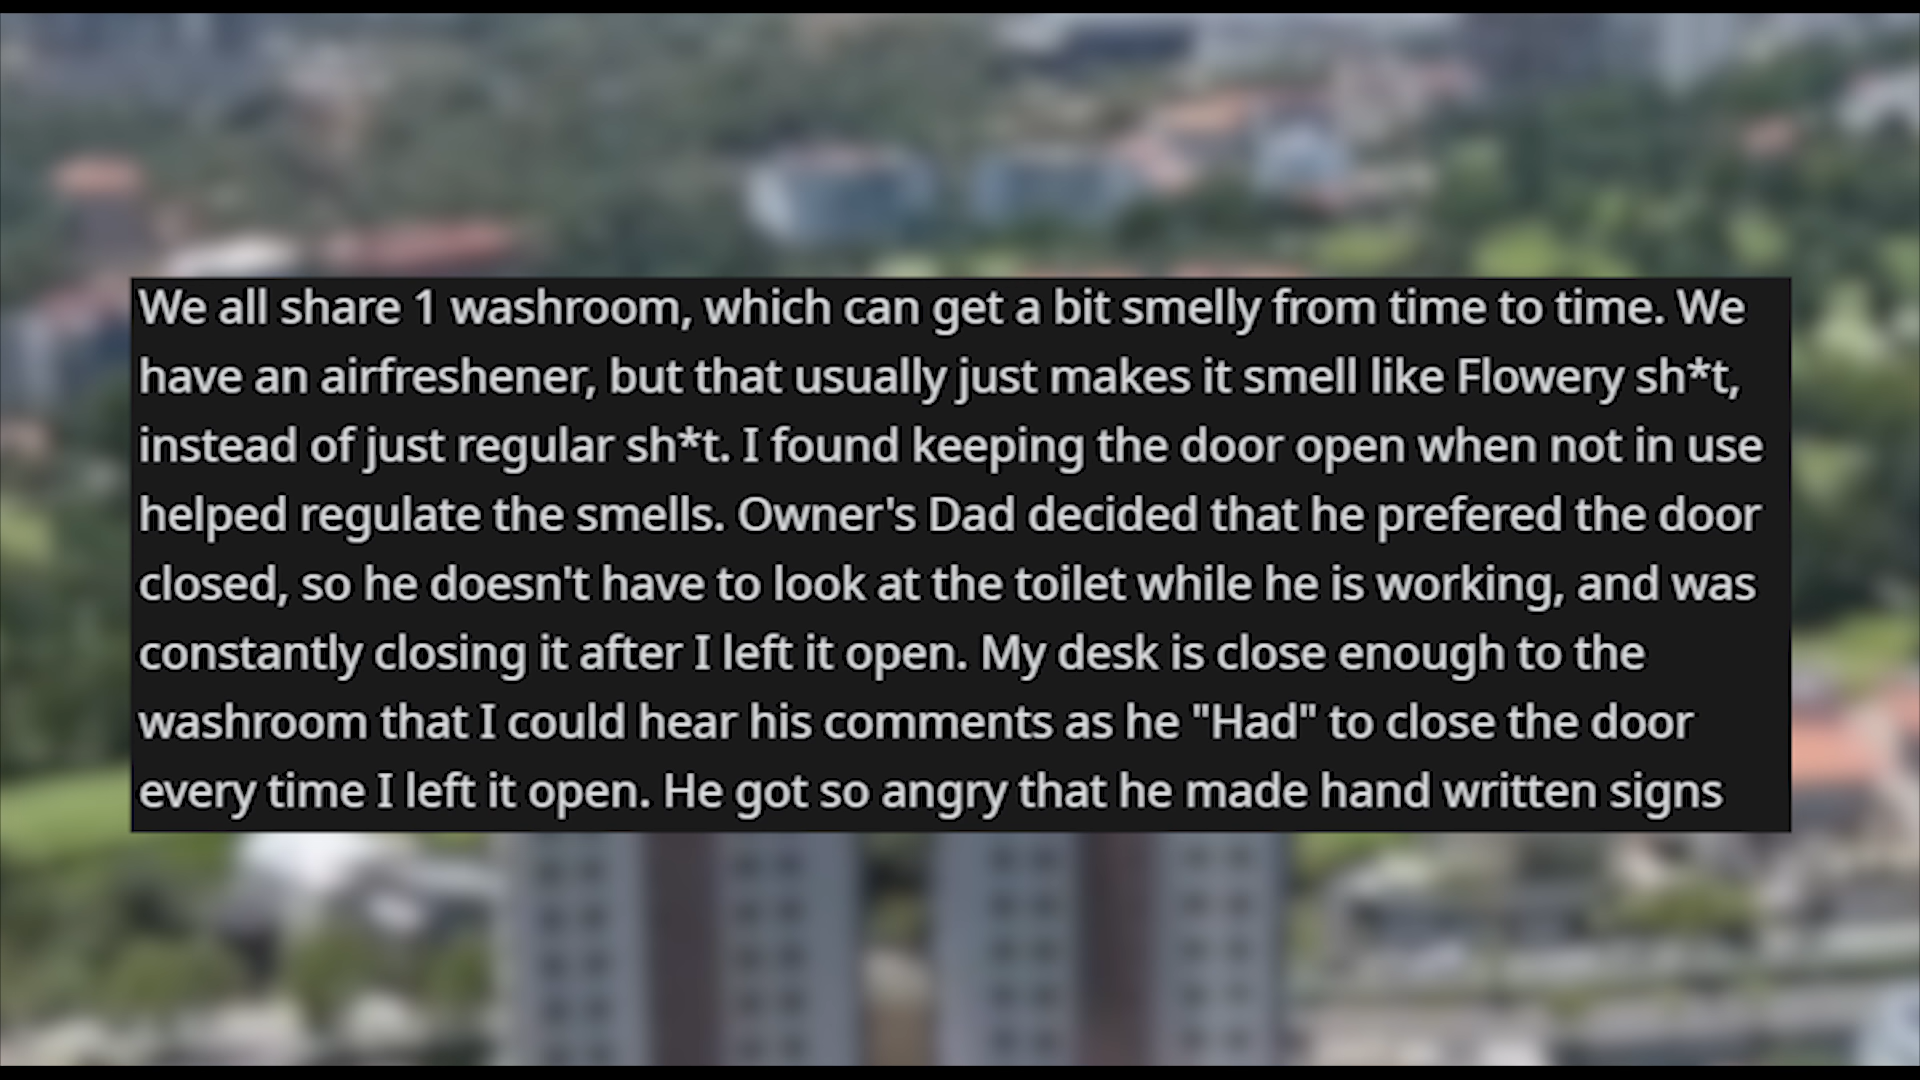 We all share 1 washroom, which can get a bit smelly from time to time. We
have an airfreshener, but that usually just makes it smell like Flowery sh*t,
instead of just regular sh*t. I found keeping the door open when not in use
helped regulate the smells. Owner's Dad decided that he prefered the door
closed, so he doesn't have to look at the toilet while he is working, and was
constantly closing it after I left it open. My desk is close enough to the
washroom that I could hear his comments as he "Had" to close the door
every time I left it open. He got so angry that he made hand written signs